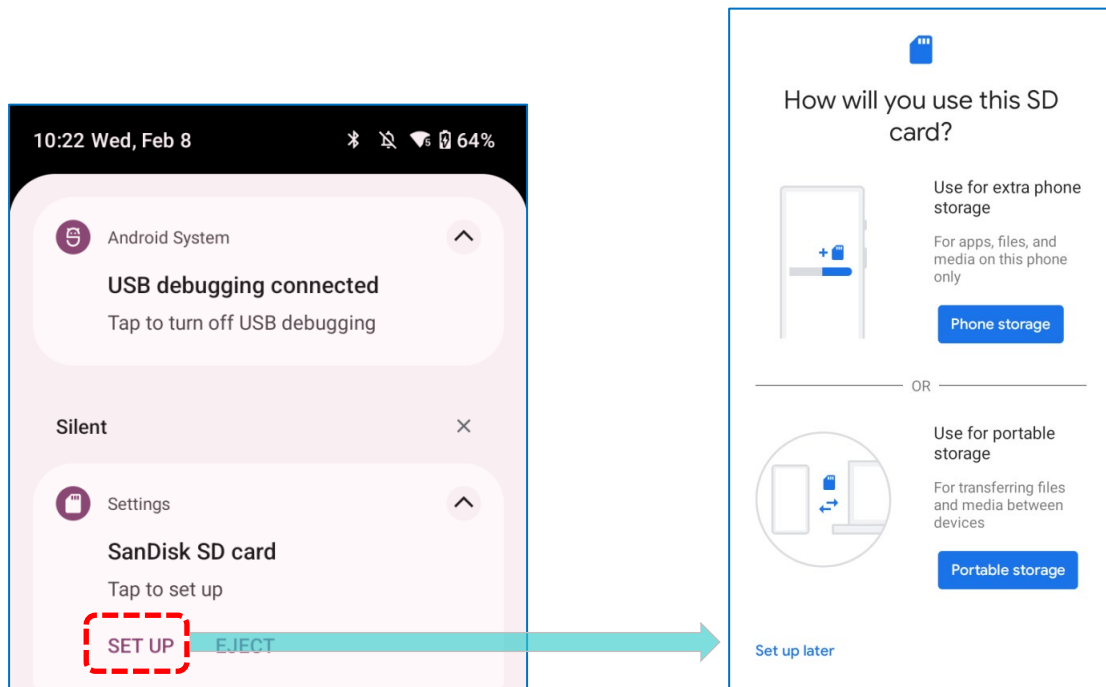 10:22 Wed, Feb 8
64%
Android System
USB debugging connected
Tap to turn off USB debugging
Silent
Settings
SanDisk SD card
Tap to set up
SET UP EJECT
How will you use this SD
card?
Use for extra phone
storage
For apps, files, and
media on this phone
only
Phone storage
OR
Use for portable
storage
For transferring files
and media between
devices
Portable storage
Set up later